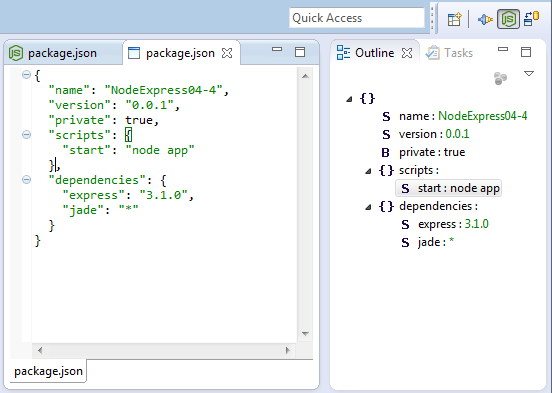 Quick Access
package.json
package.json
Outline
Tasks
{
"name": "NodeExpress04-4",
"version": "0.0.1",
"private": true,
"scripts": {
"start": "node app"
},
"dependencies": {
"express": "3.1.0",
"jade": "*"
}
}
package.json
{}
S name : NodeExpress04-4
S version : 0.0.1
B private : true
{} scripts :
S start : node app
{} dependencies :
S express : 3.1.0
S jade : *